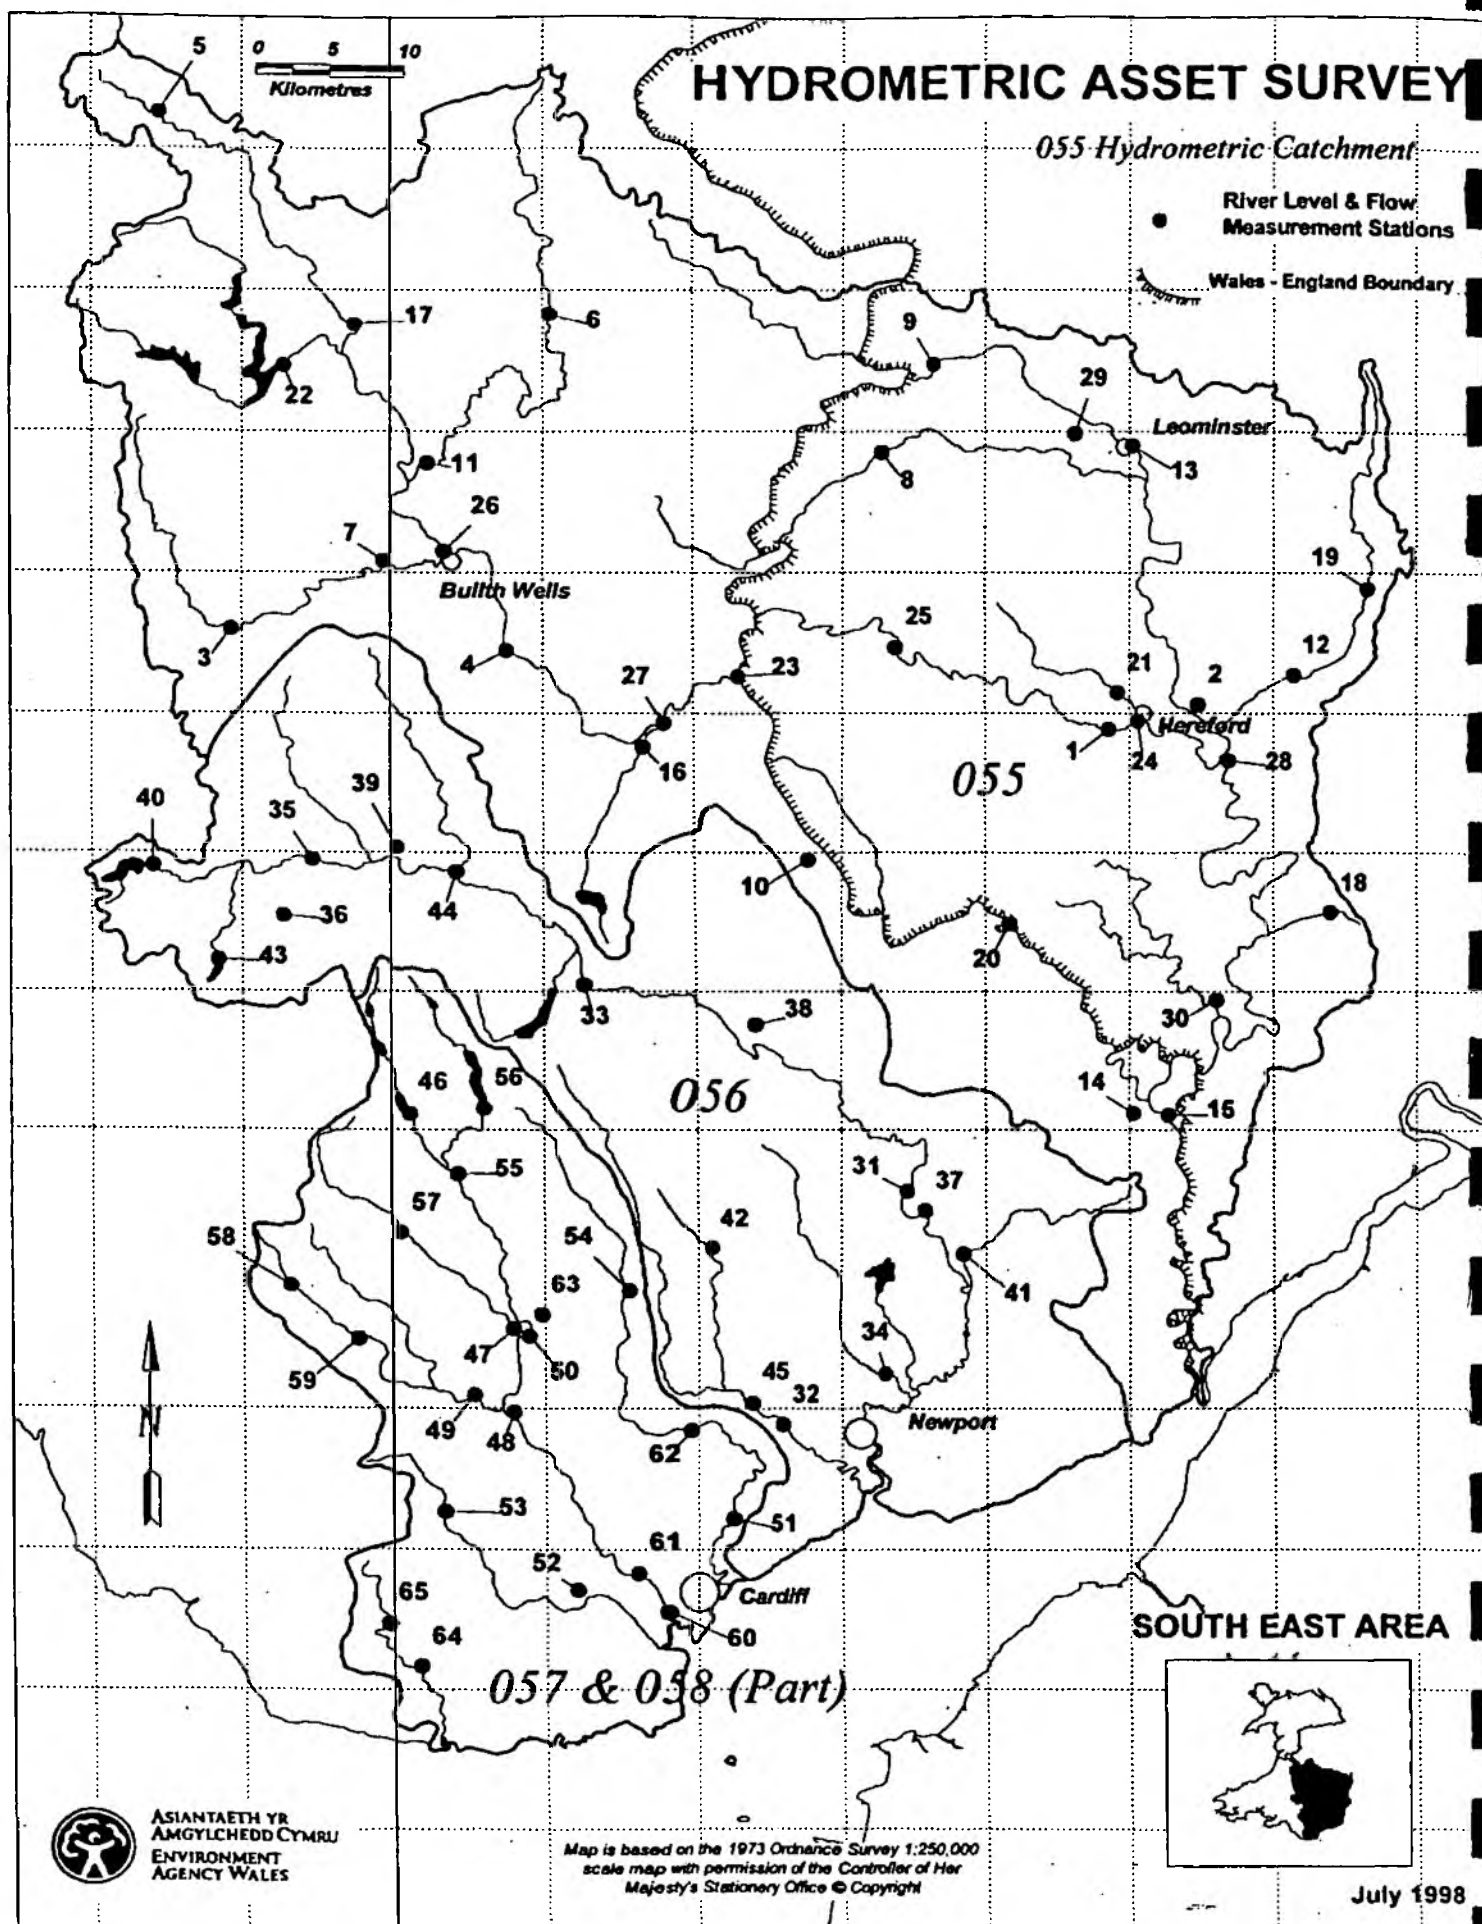 HYDROMETRIC ASSET SURVEY
055 Hydrometric Catchment
River Level & Flow
Measurement Stations
Wales - England Boundary
0 5 10
Kilometres
5
17
6
9
22
29
Leominster
11
8
13
26
7
19
Builth Wells
25
3
4
27
23
21
2
12
Hereford
1
24
28
16
055
40
35
39
10
18
36
44
43
20
33
38
30
46
56
056
14
15
55
31
37
57
42
58
54
63
41
47
50
34
59
45
32
49
48
Newport
62
53
51
61
52
65
Cardiff
64
60
N
SOUTH EAST AREA
057 & 058 (Part)
ASIANTAETH YR
AMGYLCHEDD CYMRU
ENVIRONMENT
AGENCY WALES
Map is based on the 1973 Ordnance Survey 1:250,000
scale map with permission of the Controller of Her
Majesty's Stationery Office © Copyright
July 1998